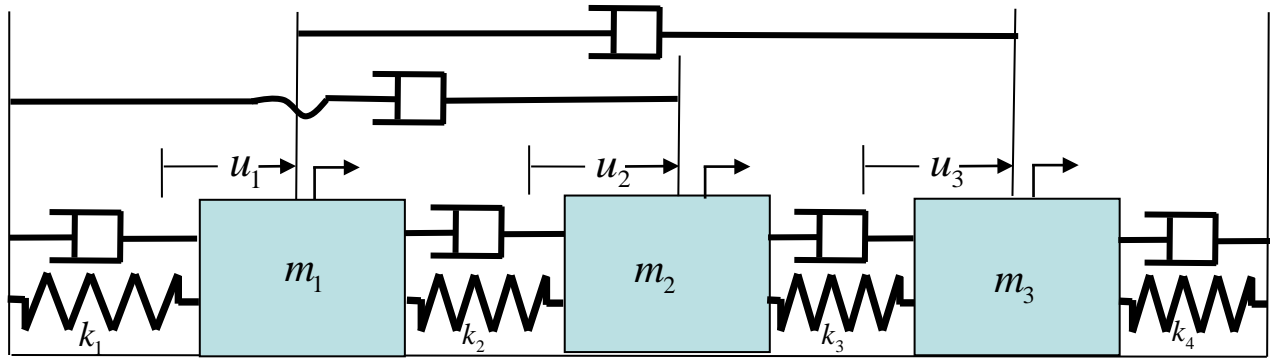 u₁ u₂ u₃
m₁ m₂ m₃
k₁ k₂ k₃ k₄